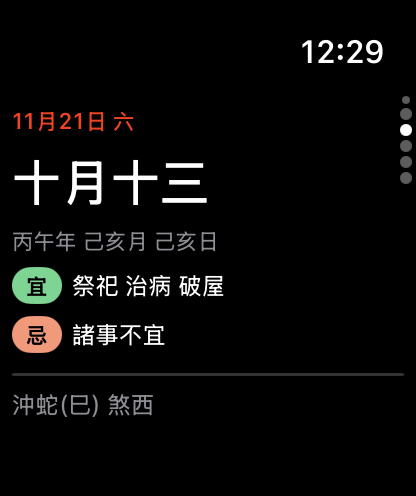 12:29
11月21日 六
十月十三
丙午年 己亥月 己亥日
宜 祭祀 治病 破屋
忌 諸事不宜
沖蛇(巳) 煞西